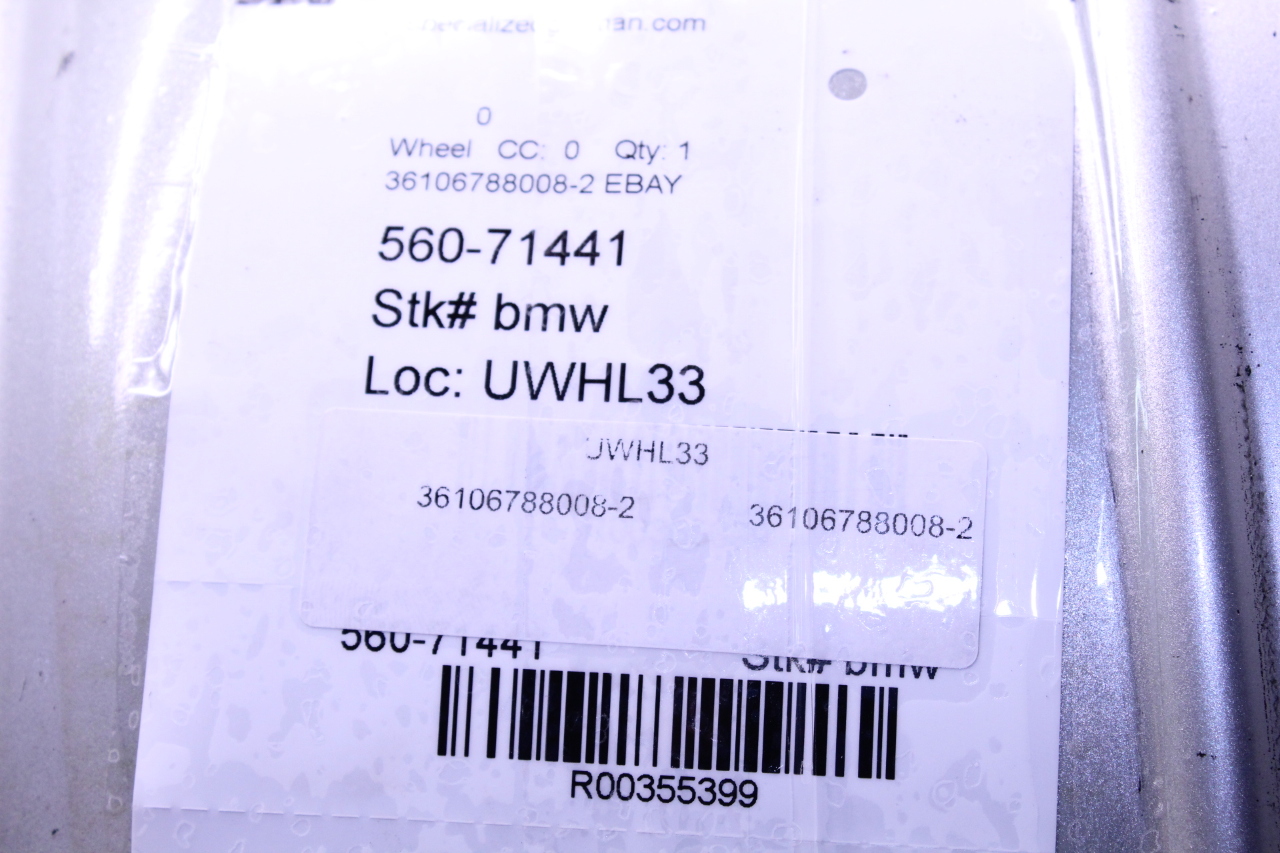 0
Wheel CC: 0 Qty: 1
36106788008-2 EBAY
560-71441
Stk# bmw
Loc: UWHL33
UWHL33
36106788008-2 36106788008-2
560-71441 Stk# bmw
R00355399